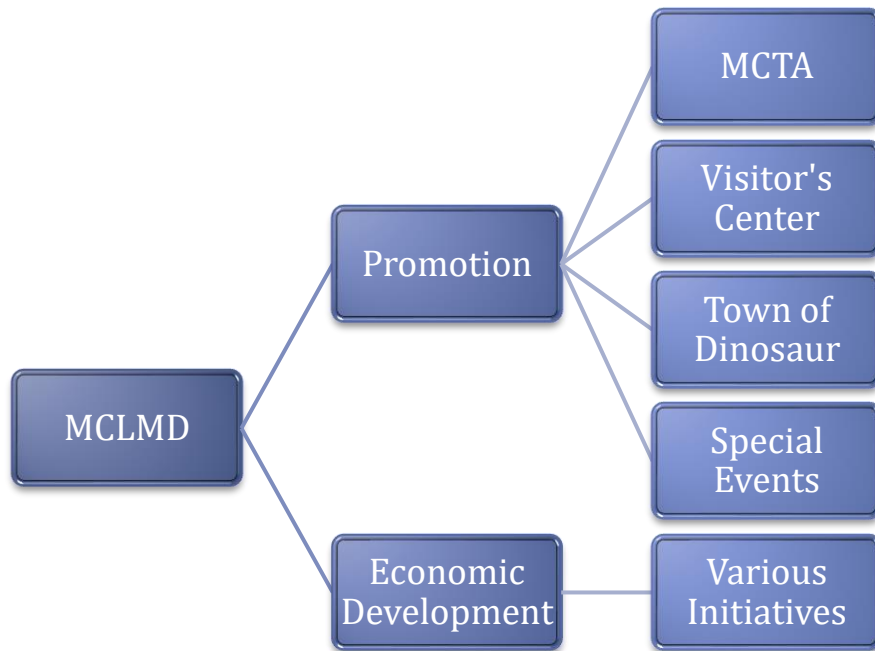 MCLMD
Promotion
MCTA
Visitor's
Center
Town of
Dinosaur
Special
Events
Economic
Development
Various
Initiatives